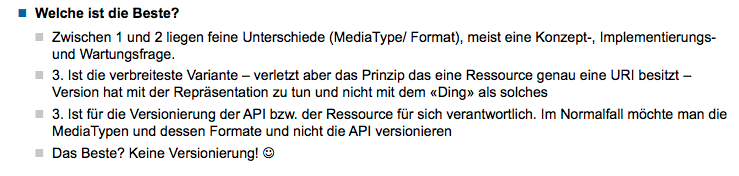 Welche ist die Beste?
Zwischen 1 und 2 liegen feine Unterschiede (MediaType/ Format), meist eine Konzept-, Implementierungs-
und Wartungsfrage.
3. Ist die verbreiteste Variante – verletzt aber das Prinzip das eine Ressource genau eine URI besitzt –
Version hat mit der Repräsentation zu tun und nicht mit dem «Ding» als solches
3. Ist für die Versionierung der API bzw. der Ressource für sich verantwortlich. Im Normalfall möchte man die
MediaTypen und dessen Formate und nicht die API versionieren
Das Beste? Keine Versionierung! ☺